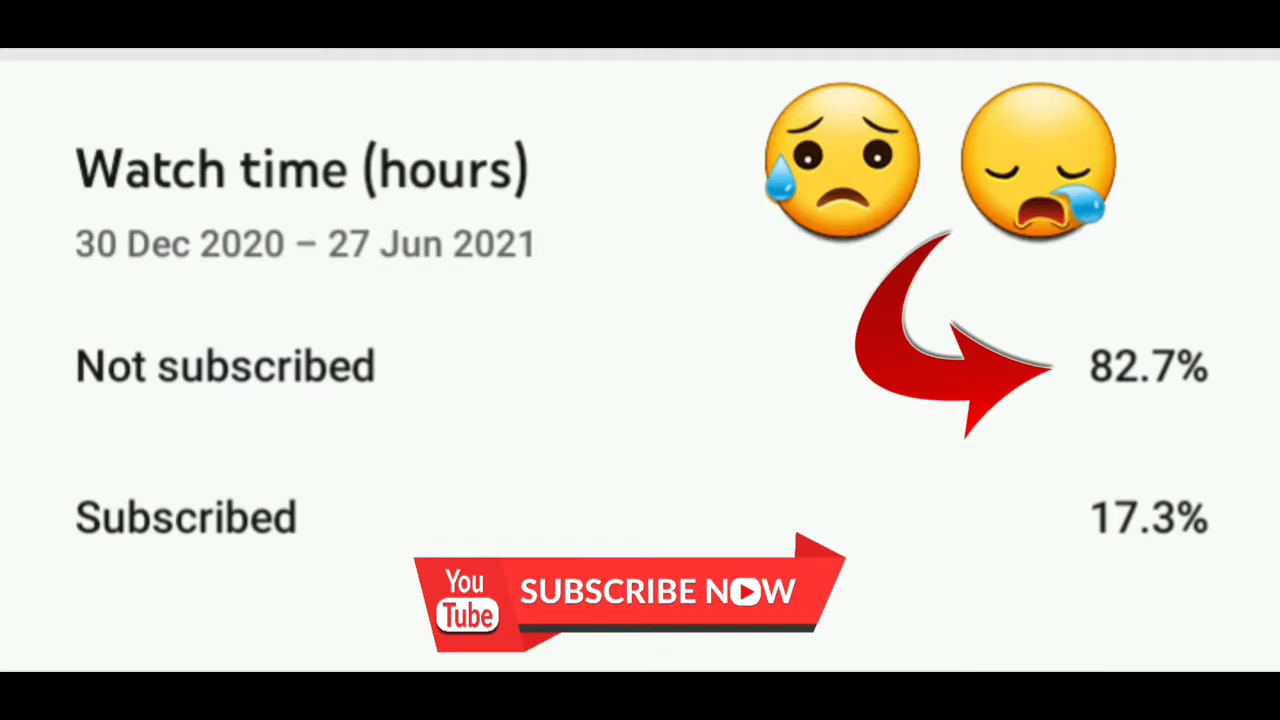 Watch time (hours)
30 Dec 2020 – 27 Jun 2021
Not subscribed 82.7%
Subscribed 17.3%
You
Tube
SUBSCRIBE NOW